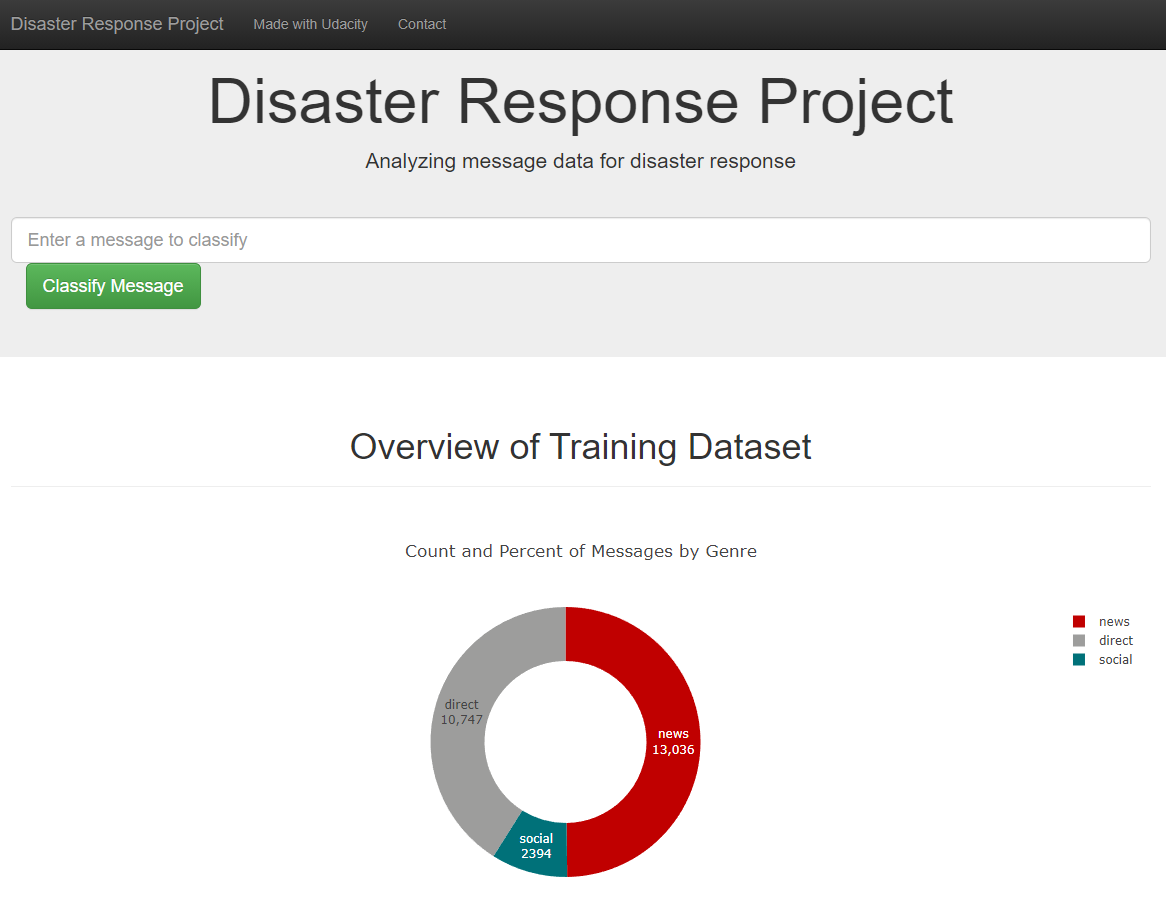 Disaster Response Project Made with Udacity Contact
Disaster Response Project
Analyzing message data for disaster response
Enter a message to classify
Classify Message
Overview of Training Dataset
Count and Percent of Messages by Genre
news
direct
social
direct
10,747
news
13,036
social
2394